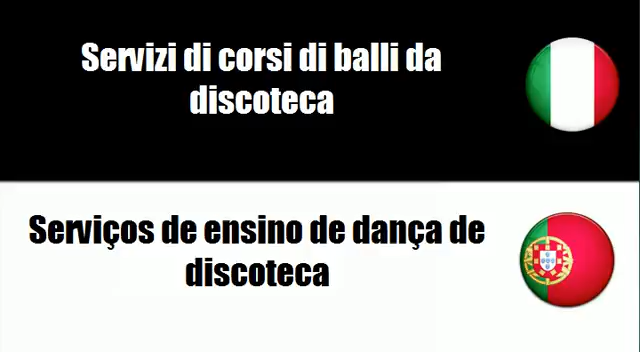 Servizi di corsi di balli da
discoteca
Serviços de ensino de dança de
discoteca